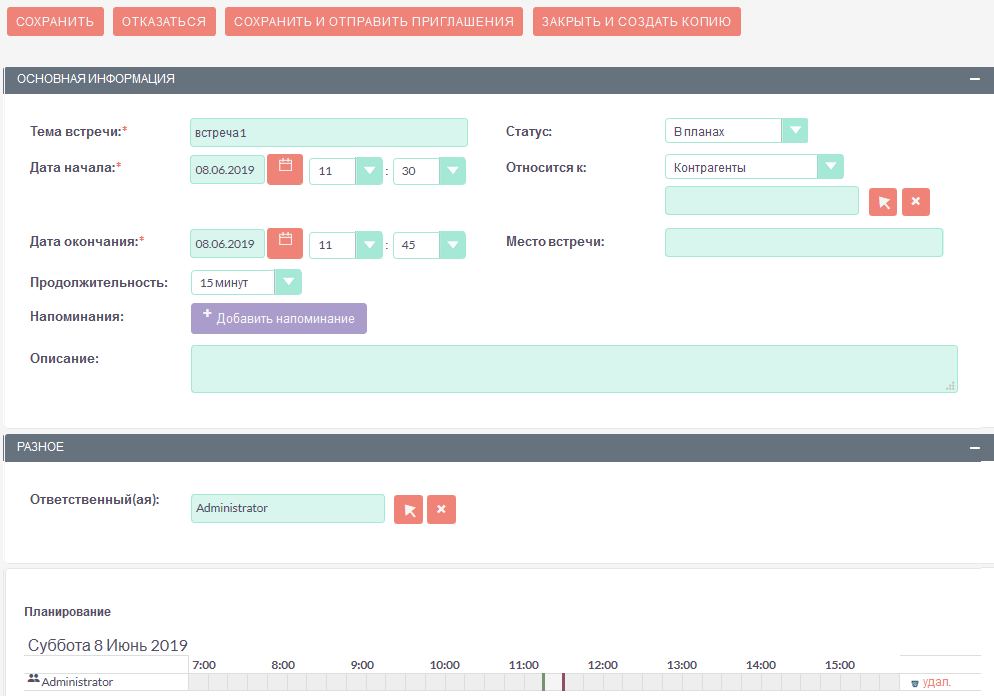 СОХРАНИТЬ ОТКАЗАТЬСЯ СОХРАНИТЬ И ОТПРАВИТЬ ПРИГЛАШЕНИЯ ЗАКРЫТЬ И СОЗДАТЬ КОПИЮ
ОСНОВНАЯ ИНФОРМАЦИЯ
Тема встречи:* встреча1 Статус: В планах
Дата начала:* 08.06.2019 11 : 30 Относится к: Контрагенты
Дата окончания:* 08.06.2019 11 : 45 Место встречи:
Продолжительность: 15 минут
Напоминания: + Добавить напоминание
Описание:
РАЗНОЕ
Ответственный(ая): Administrator
Планирование
Суббота 8 Июнь 2019
7:00 8:00 9:00 10:00 11:00 12:00 13:00 14:00 15:00
Administrator удал.